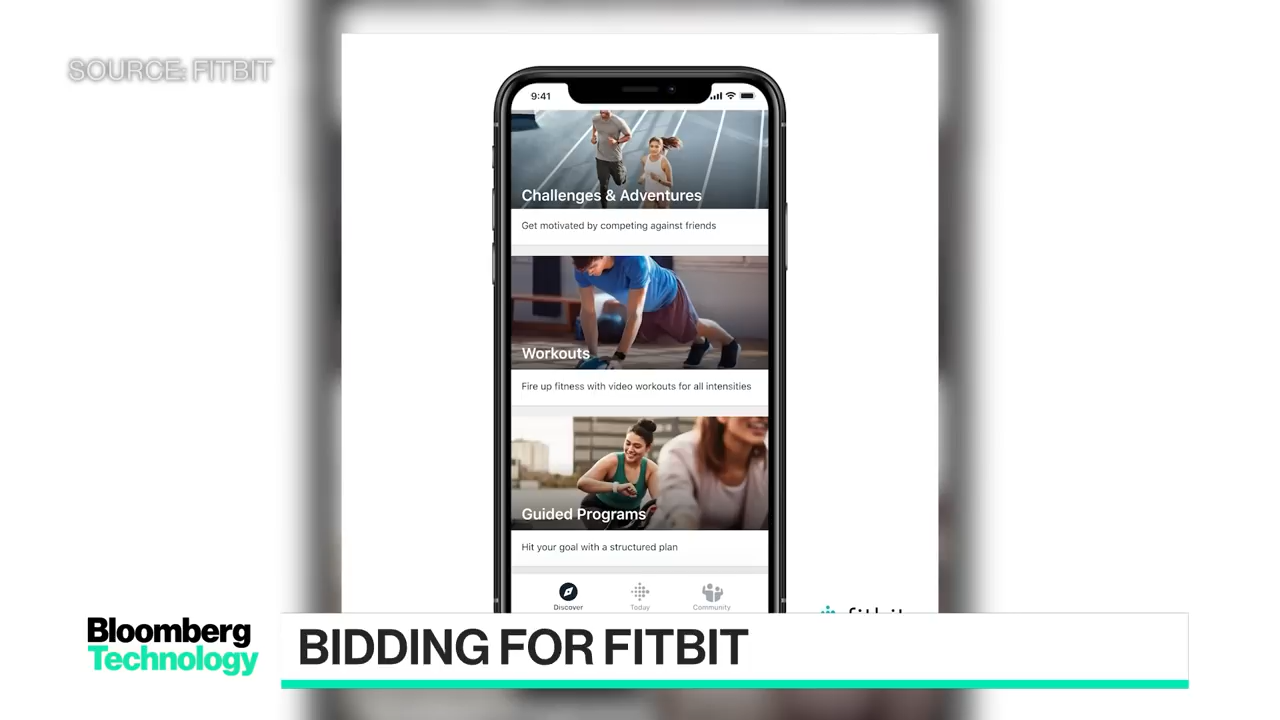 SOURCE: FITBIT
9:41
Challenges & Adventures
Get motivated by competing against friends
Workouts
Fire up fitness with video workouts for all intensities
Guided Programs
Hit your goal with a structured plan
Discover Today Community
fitbit
Bloomberg
Technology
BIDDING FOR FITBIT